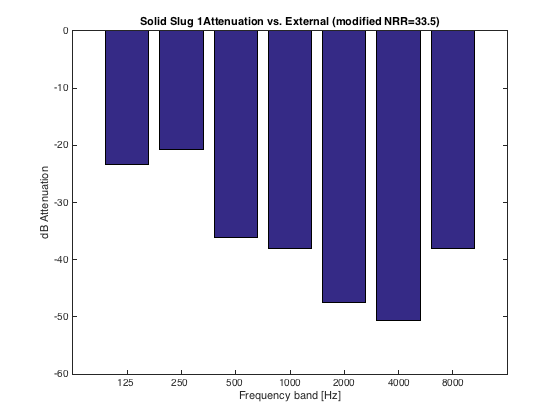 Solid Slug 1Attenuation vs. External (modified NRR=33.5)
0
-10
-20
-30
-40
-50
-60
dB Attenuation
125 250 500 1000 2000 4000 8000
Frequency band [Hz]